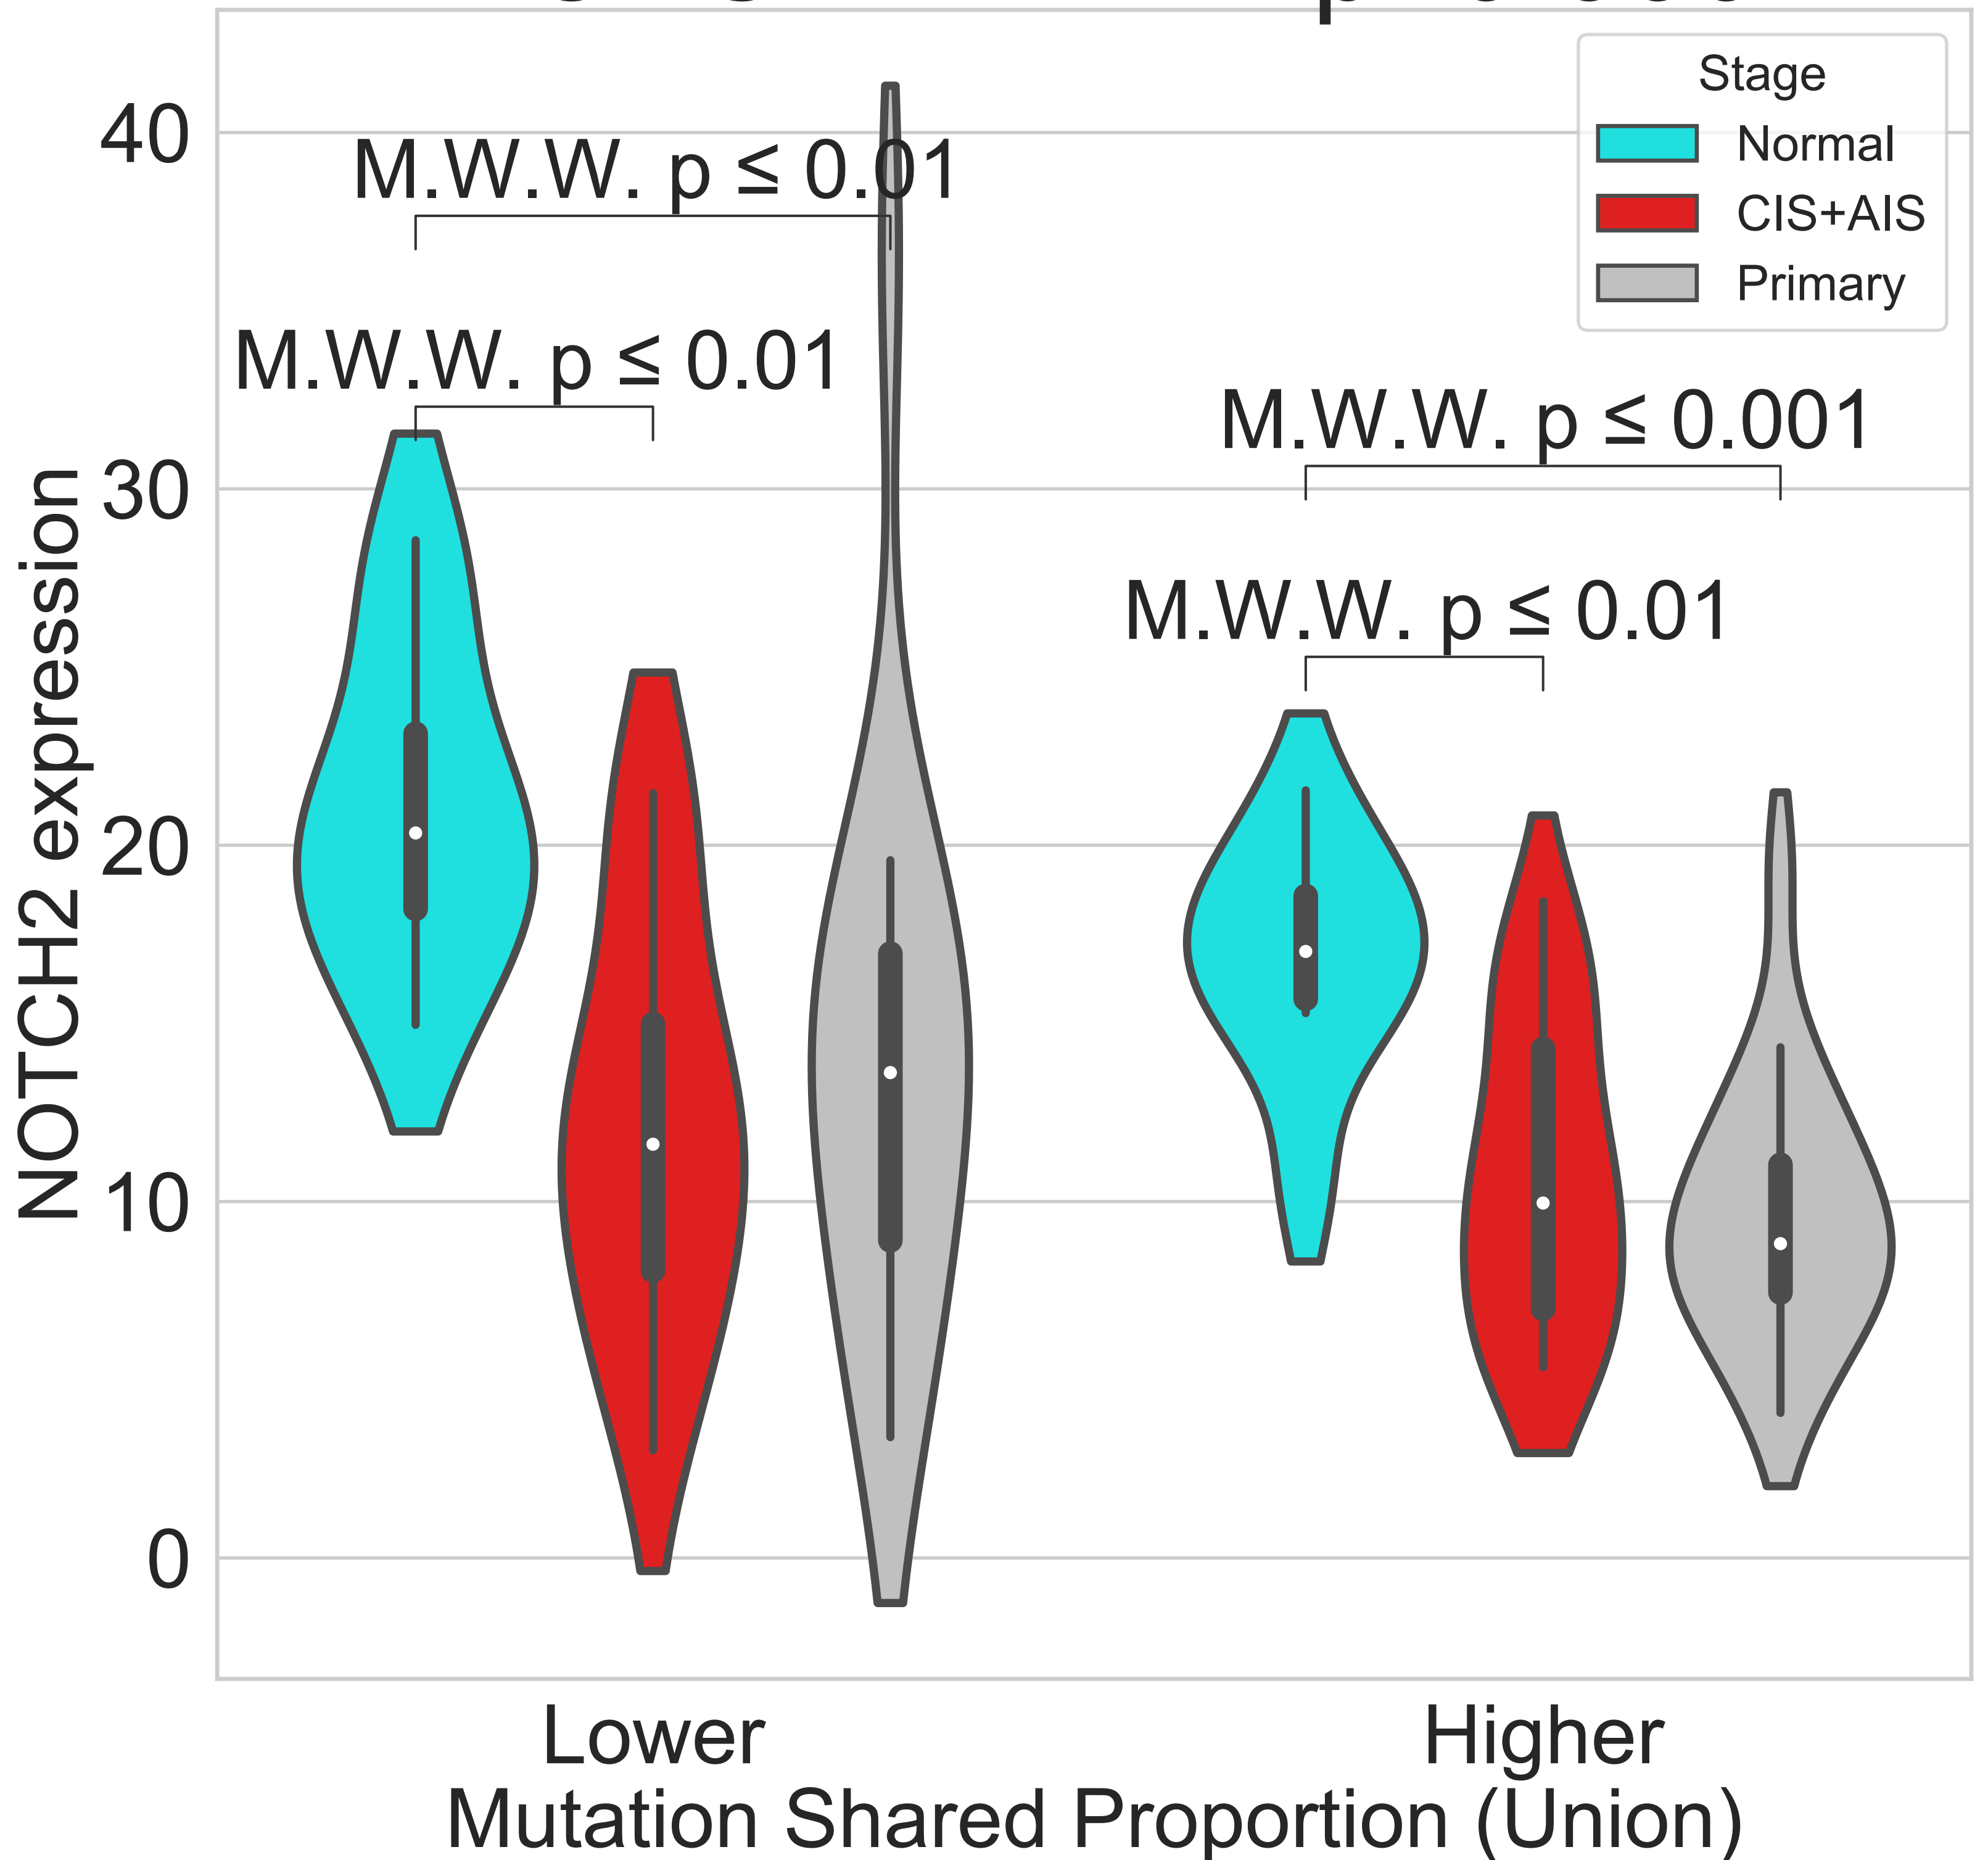 Stage
Normal
CIS+AIS
Primary
40
30
20
10
0
NOTCH2 expression
M.W.W. p ≤ 0.01
M.W.W. p ≤ 0.01
M.W.W. p ≤ 0.001
M.W.W. p ≤ 0.01
Lower
Higher
Mutation Shared Proportion (Union)